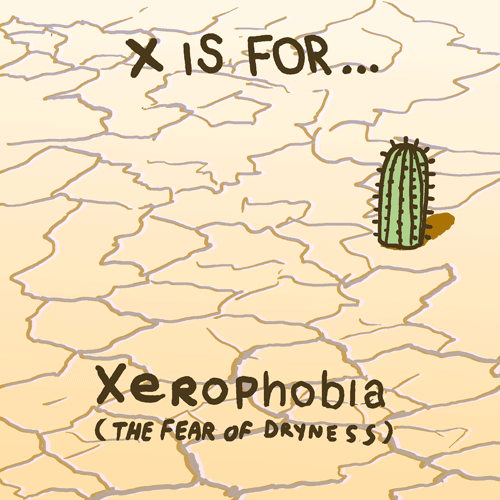 X IS FOR...
XeRoPhobia
(THE FEAR OF DRYNESS)